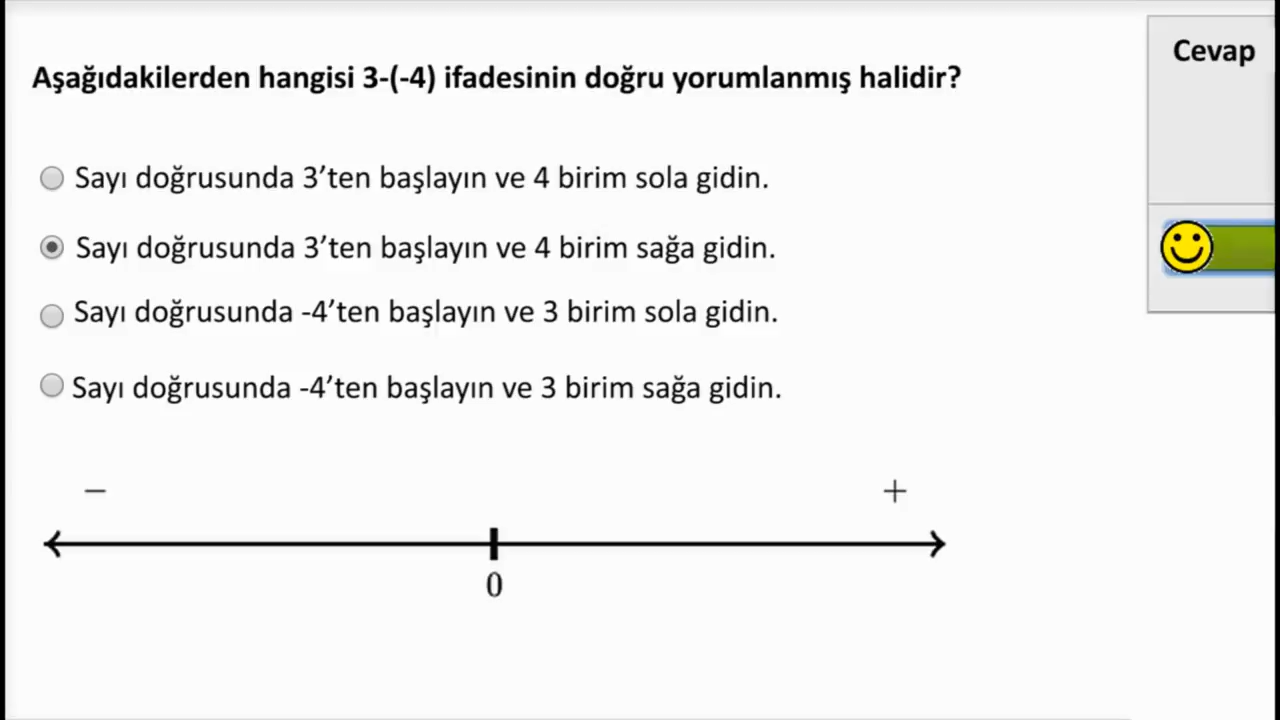 Cevap
Aşağıdakilerden hangisi 3-(-4) ifadesinin doğru yorumlanmış halidir?
Sayı doğrusunda 3’ten başlayın ve 4 birim sola gidin.
Sayı doğrusunda 3’ten başlayın ve 4 birim sağa gidin.
Sayı doğrusunda -4’ten başlayın ve 3 birim sola gidin.
Sayı doğrusunda -4’ten başlayın ve 3 birim sağa gidin.
− +
0